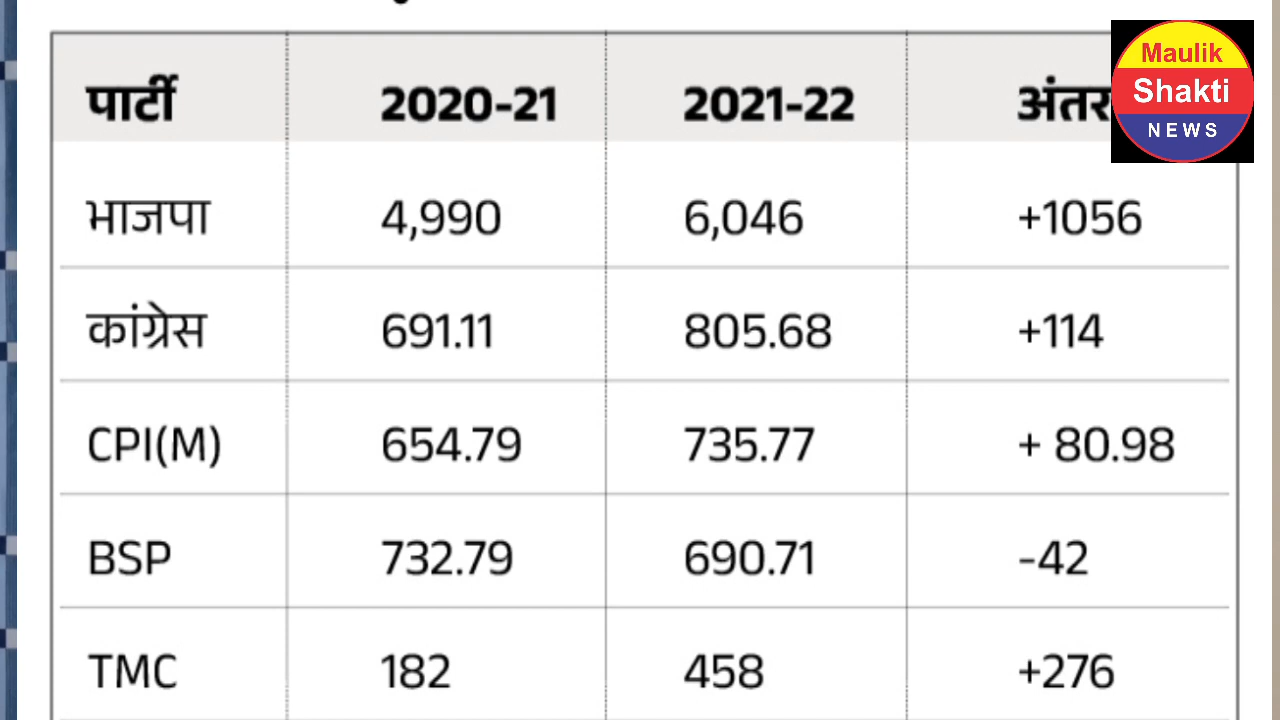 पार्टी 2020-21 2021-22 अंतर
Maulik
Shakti
NEWS
भाजपा 4,990 6,046 +1056
कांग्रेस 691.11 805.68 +114
CPI(M) 654.79 735.77 + 80.98
BSP 732.79 690.71 -42
TMC 182 458 +276